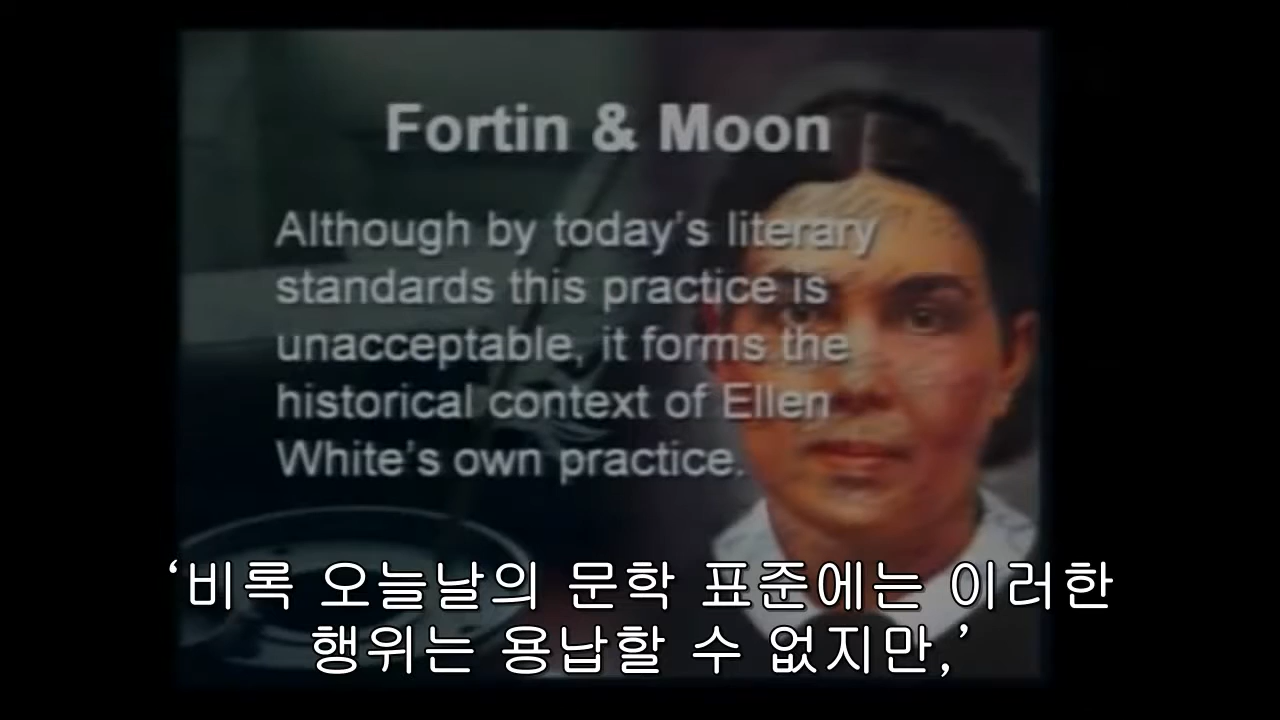 Fortin & Moon
Although by today's literary
standards this practice is
unacceptable, it forms the
historical context of Ellen
White's own practice.
‘비록 오늘날의 문학 표준에는 이러한
행위는 용납할 수 없지만,’